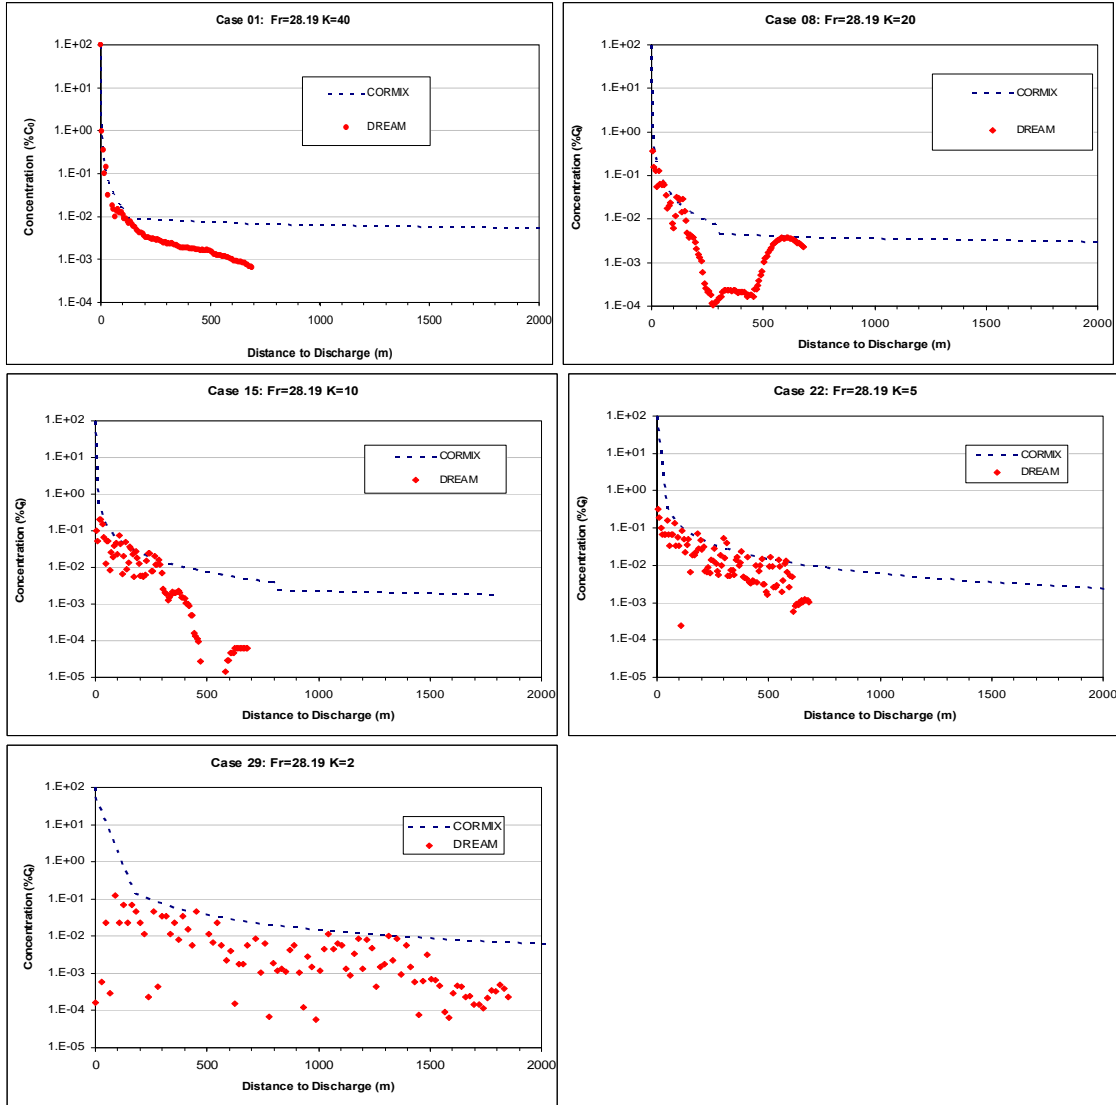 Case 01:  Fr=28.19 K=40
Concentration (%C₀)
1.E+02
1.E+01
1.E+00
1.E-01
1.E-02
1.E-03
1.E-04
CORMIX
DREAM
0 500 1000 1500 2000
Distance to Discharge (m)
Case 08: Fr=28.19 K=20
Concentration (%C₀)
1.E+02
1.E+01
1.E+00
1.E-01
1.E-02
1.E-03
1.E-04
CORMIX
DREAM
0 500 1000 1500 2000
Distance to Discharge (m)
Case 15: Fr=28.19 K=10
Concentration (%C₀)
1.E+02
1.E+01
1.E+00
1.E-01
1.E-02
1.E-03
1.E-04
1.E-05
CORMIX
DREAM
0 500 1000 1500 2000
Distance to Discharge (m)
Case 22: Fr=28.19 K=5
Concentration (%C₀)
1.E+02
1.E+01
1.E+00
1.E-01
1.E-02
1.E-03
1.E-04
1.E-05
CORMIX
DREAM
0 500 1000 1500 2000
Distance to Discharge (m)
Case 29: Fr=28.19 K=2
Concentration (%C₀)
1.E+02
1.E+01
1.E+00
1.E-01
1.E-02
1.E-03
1.E-04
1.E-05
CORMIX
DREAM
0 500 1000 1500 2000
Distance to Discharge (m)